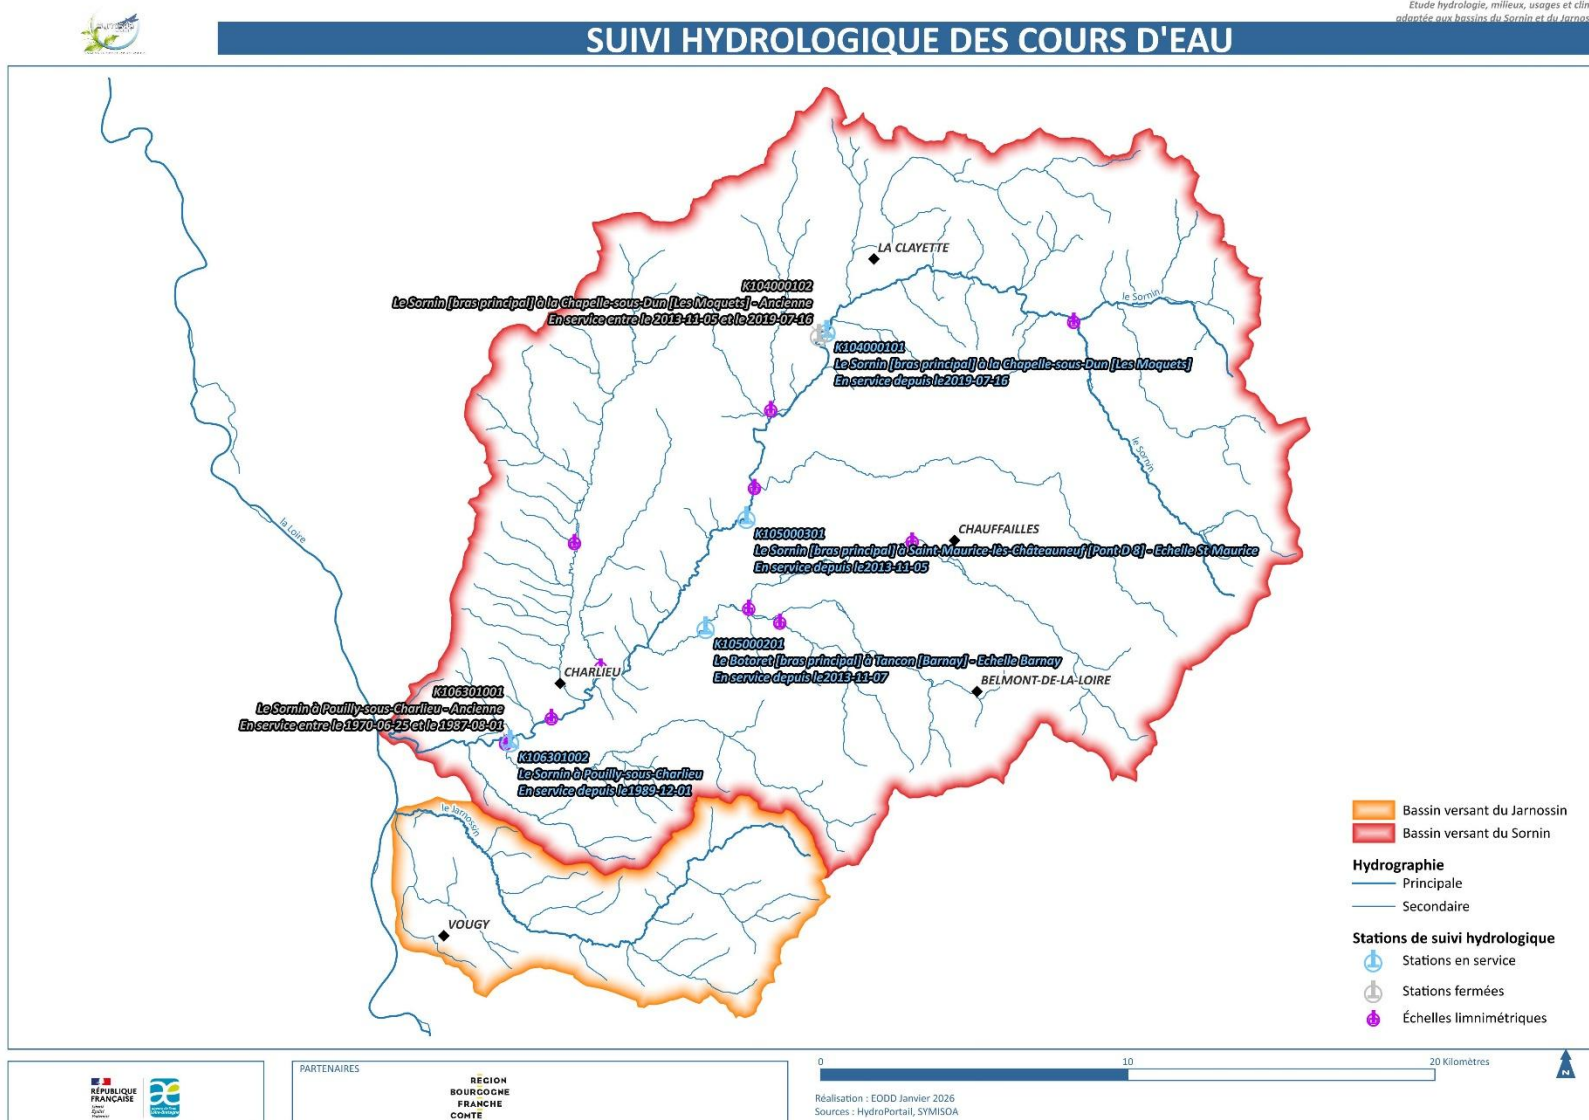 Etude hydrologie, milieux, usages et clim
adaptée aux bassins du Sornin et du Jarnos
SUIVI HYDROLOGIQUE DES COURS D'EAU
LA CLAYETTE
K104000102
Le Sornin [bras principal] à la Chapelle-sous-Dun [Les Moquets] - Ancienne
En service entre le 2013-11-05 et le 2019-07-16
le Sornin
K104000101
Le Sornin [bras principal] à la Chapelle-sous-Dun [Les Moquets]
En service depuis le2019-07-16
le Sornin
la Loire
CHAUFFAILLES
K105000301
Le Sornin [bras principal] à Saint-Maurice-lès-Châteauneuf [Pont D 8] - Echelle St Maurice
En service depuis le2013-11-05
K105000201
Le Botoret [bras principal] à Tancon [Barnay] - Echelle Barnay
En service depuis le2013-11-07
CHARLIEU
BELMONT-DE-LA-LOIRE
K106301001
Le Sornin à Pouilly-sous-Charlieu - Ancienne
En service entre le 1970-06-25 et le 1987-08-01
K106301002
Le Sornin à Pouilly-sous-Charlieu
En service depuis le1989-12-01
le Jarnossin
VOUGY
Bassin versant du Jarnossin
Bassin versant du Sornin
Hydrographie
Principale
Secondaire
Stations de suivi hydrologique
Stations en service
Stations fermées
Échelles limnimétriques
0 10 20 Kilomètres
N
Réalisation : EODD Janvier 2026
Sources : HydroPortail, SYMISOA
PARTENAIRES
RÉPUBLIQUE
FRANÇAISE
REGION
BOURGOGNE
FRANCHE
COMTE